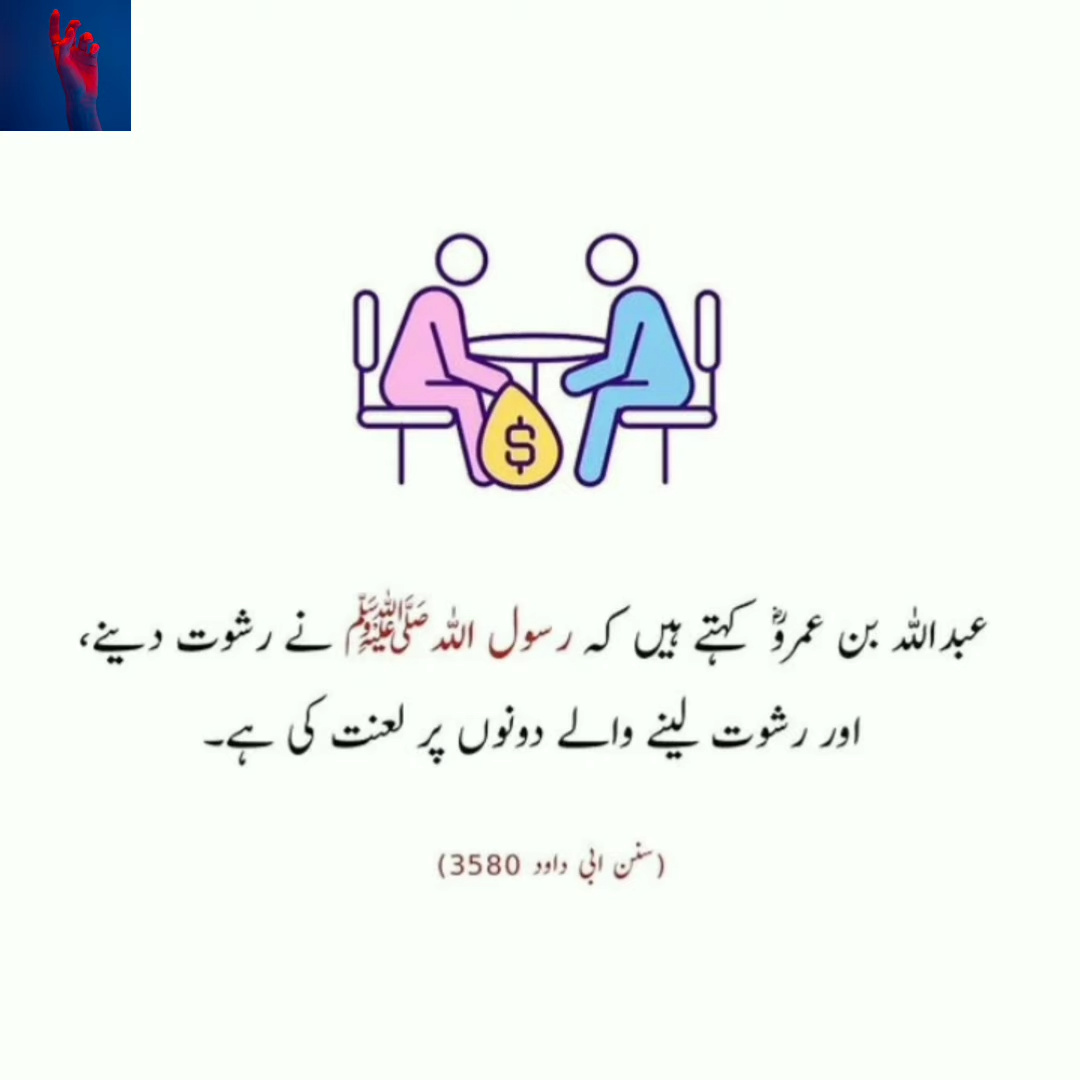 عبداللہ بن عمروؓ کہتے ہیں کہ رسول اللہ ﷺ نے رشوت دینے،
اور رشوت لینے والے دونوں پر لعنت کی ہے۔
(سنن ابی داود 3580)
$